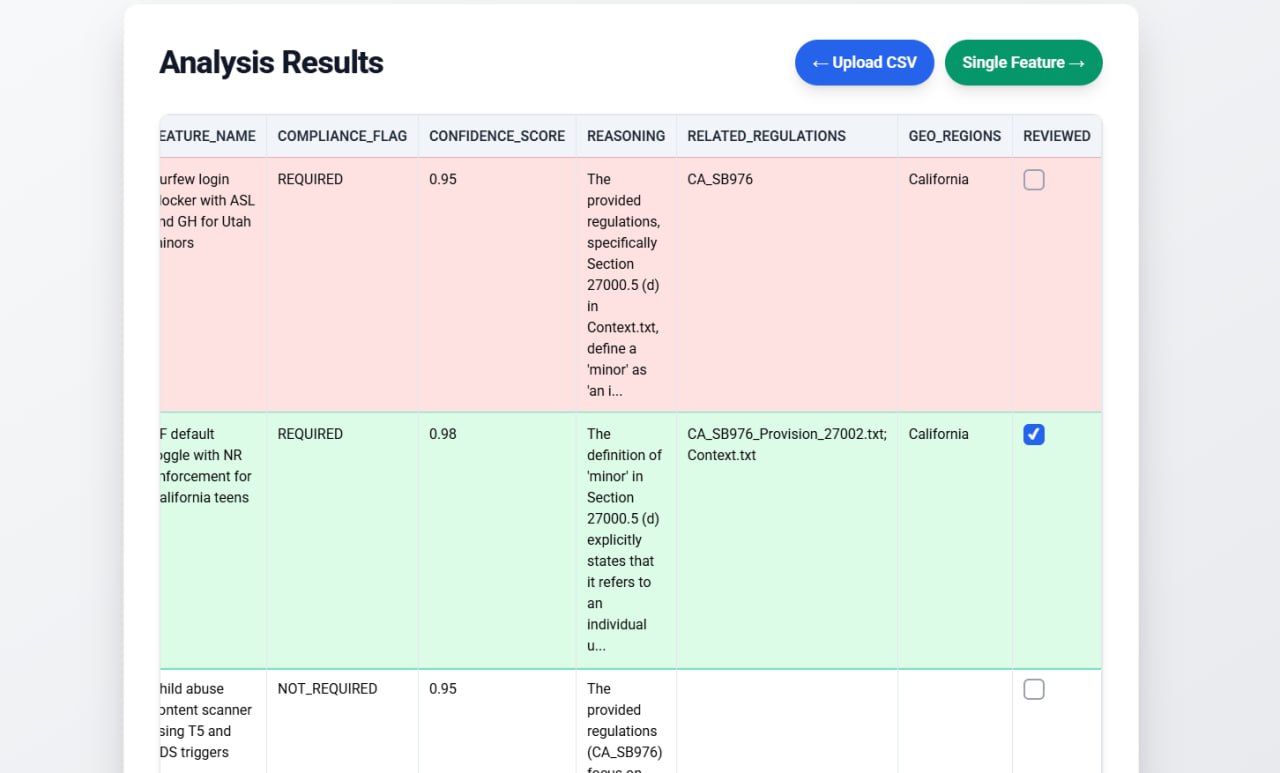 Analysis Results
← Upload CSV
Single Feature →
EATURE_NAME COMPLIANCE_FLAG CONFIDENCE_SCORE REASONING RELATED_REGULATIONS GEO_REGIONS REVIEWED
urfew login
locker with ASL
nd GH for Utah
inors
REQUIRED
0.95
The
provided
regulations,
specifically
Section
27000.5 (d)
in
Context.txt,
define a
'minor' as
'an i...
CA_SB976
California
F default
ggle with NR
nforcement for
alifornia teens
REQUIRED
0.98
The
definition of
'minor' in
Section
27000.5 (d)
explicitly
states that
it refers to
an
individual
u...
CA_SB976_Provision_27002.txt;
Context.txt
California
hild abuse
ontent scanner
sing T5 and
DS triggers
NOT_REQUIRED
0.95
The
provided
regulations
(CA_SB976)
focus on